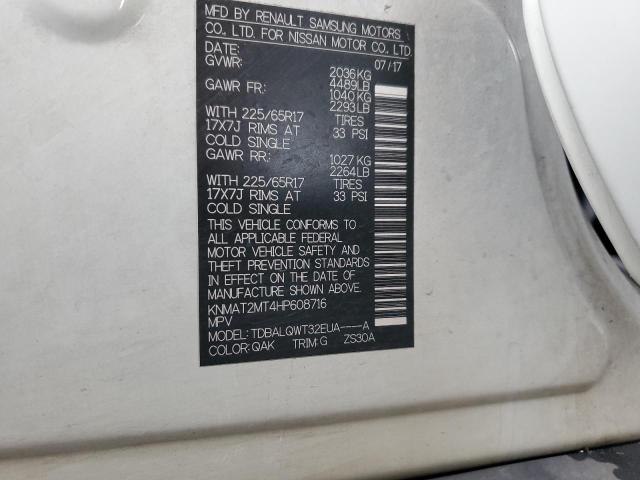 MFD BY RENAULT SAMSUNG MOTORS
CO., LTD. FOR NISSAN MOTOR CO., LTD.
DATE: 07/17
GVWR: 2036KG
4489LB
GAWR FR: 1040KG
2293LB
WITH 225/65R17 TIRES
17X7J RIMS AT 33 PSI
COLD SINGLE
GAWR RR: 1027KG
2264LB
WITH 225/65R17 TIRES
17X7J RIMS AT 33 PSI
COLD SINGLE
THIS VEHICLE CONFORMS TO
ALL APPLICABLE FEDERAL
MOTOR VEHICLE SAFETY AND
THEFT PREVENTION STANDARDS
IN EFFECT ON THE DATE OF
MANUFACTURE SHOWN ABOVE.
KNMAT2MT4HP608716
MPV
MODEL: TDBALQWT32EUA----A
COLOR: QAK TRIM: G ZS30A